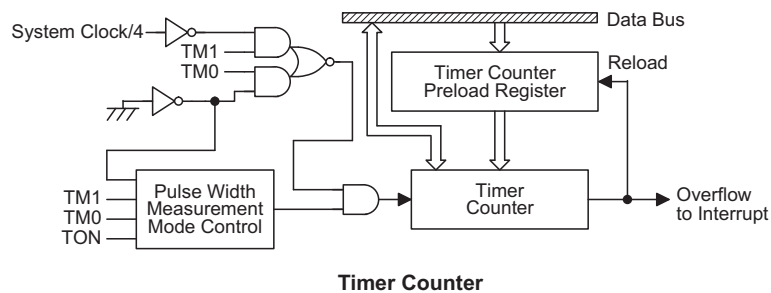 Data Bus
System Clock/4
TM1
TM0
Reload
Timer Counter
Preload Register
TM1
TM0
TON
Pulse Width
Measurement
Mode Control
Timer
Counter
Overflow
to Interrupt
Timer Counter